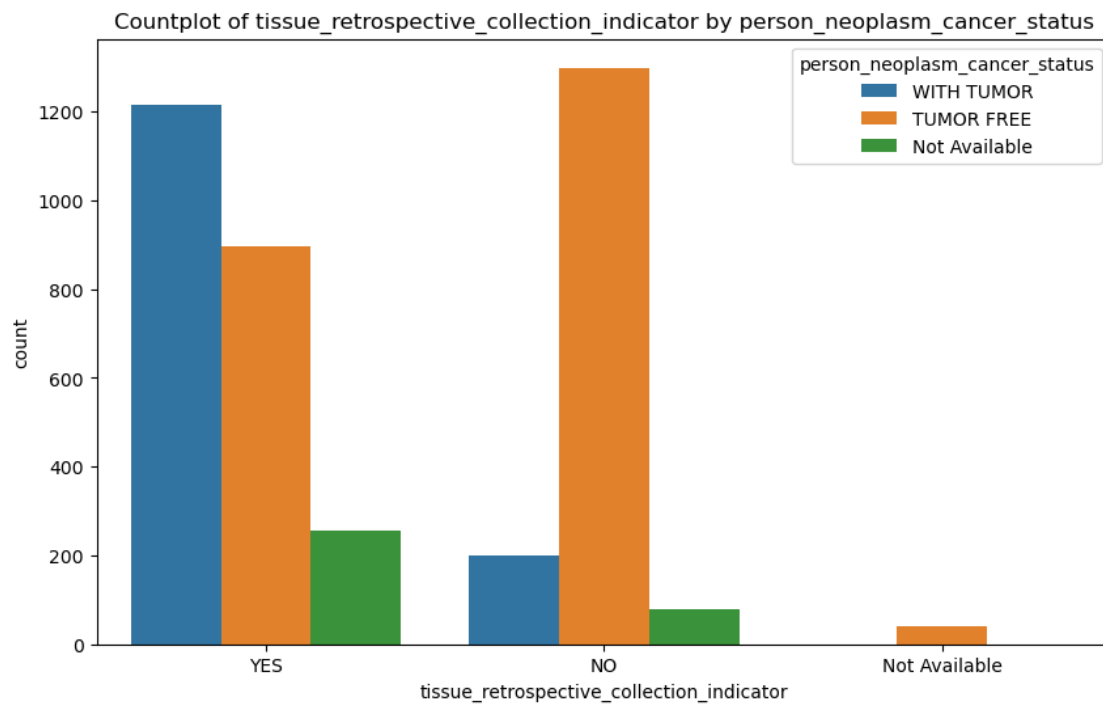 Countplot of tissue_retrospective_collection_indicator by person_neoplasm_cancer_status
person_neoplasm_cancer_status
WITH TUMOR
TUMOR FREE
Not Available
count
1200
1000
800
600
400
200
0
YES
NO
Not Available
tissue_retrospective_collection_indicator